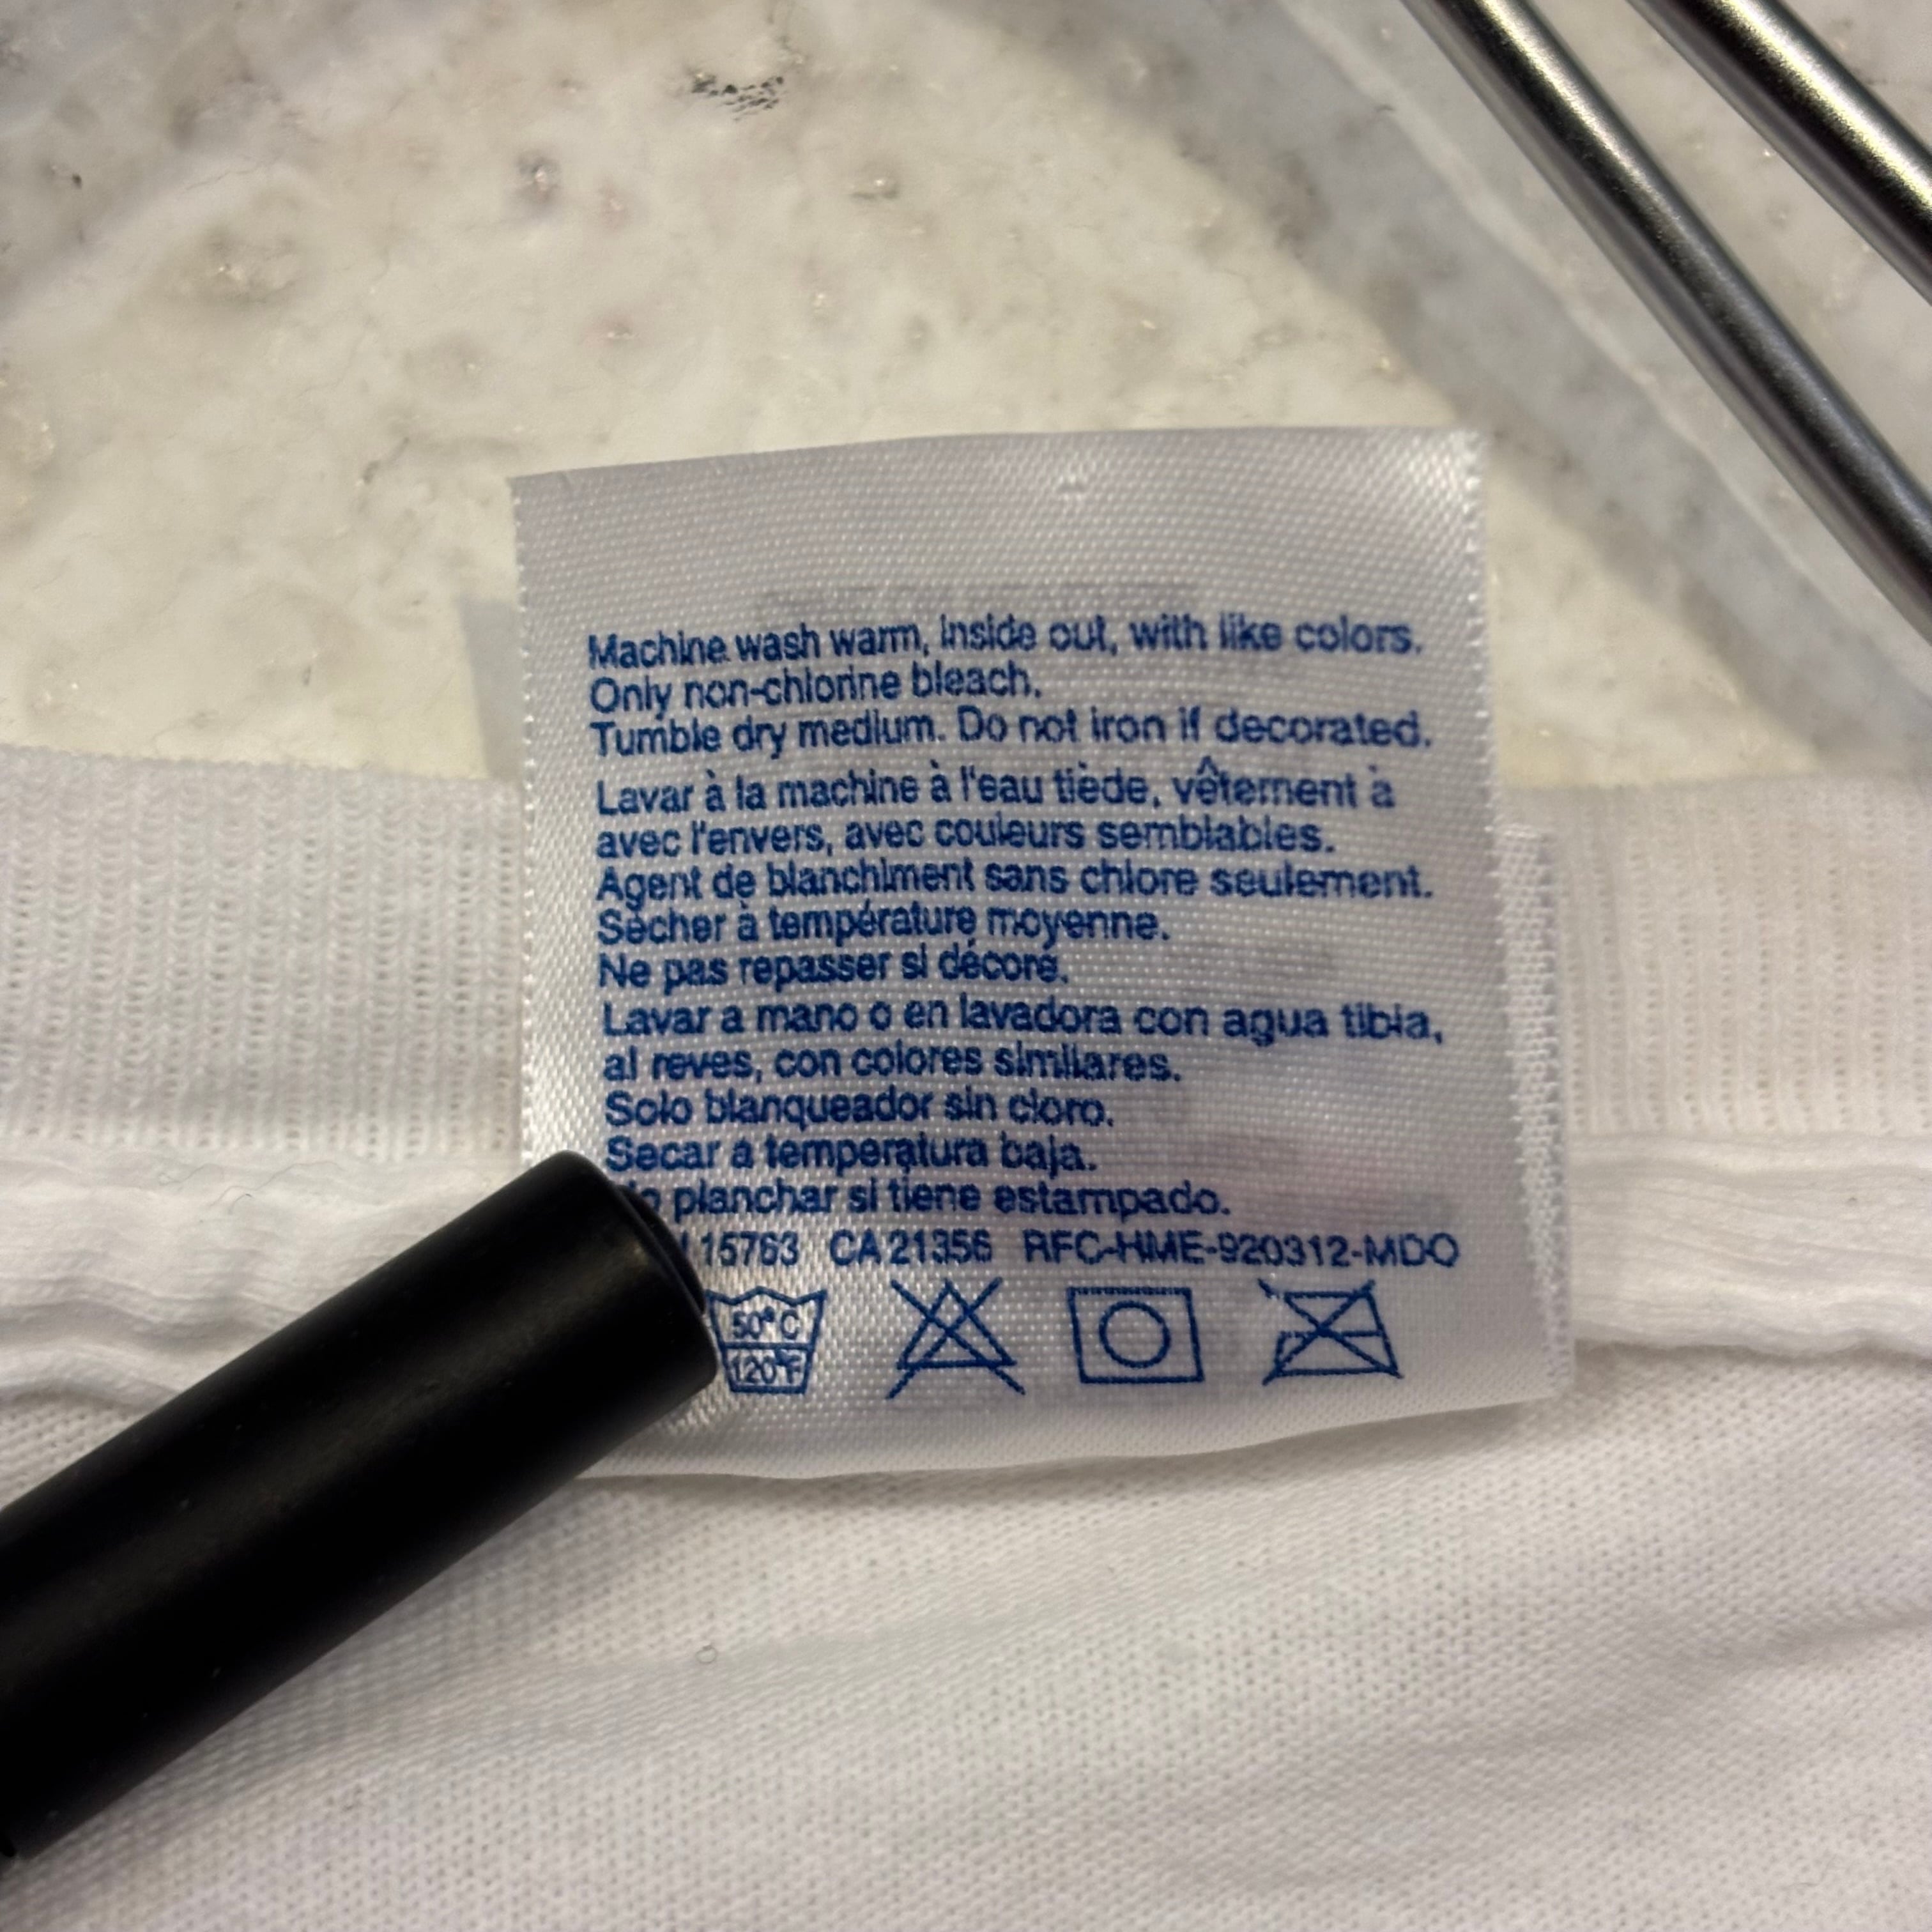 Machine wash warm, inside out, with like colors.
Only non-chlorine bleach.
Tumble dry medium. Do not iron if decorated.
Lavar à la machine à l'eau tiède, vêtement à
avec l'envers, avec couleurs semblables.
Agent de blanchiment sans chlore seulement.
Sècher à température moyenne.
Ne pas repasser si décoré.
Lavar a mano o en lavadora con agua tibia,
al reves, con colores similares.
Solo blanqueador sin cloro.
Secar a temperatura baja.
planchar si tiene estampado.
15763 CA21356 RFC-HME-920312-MDO
50°C
120°F